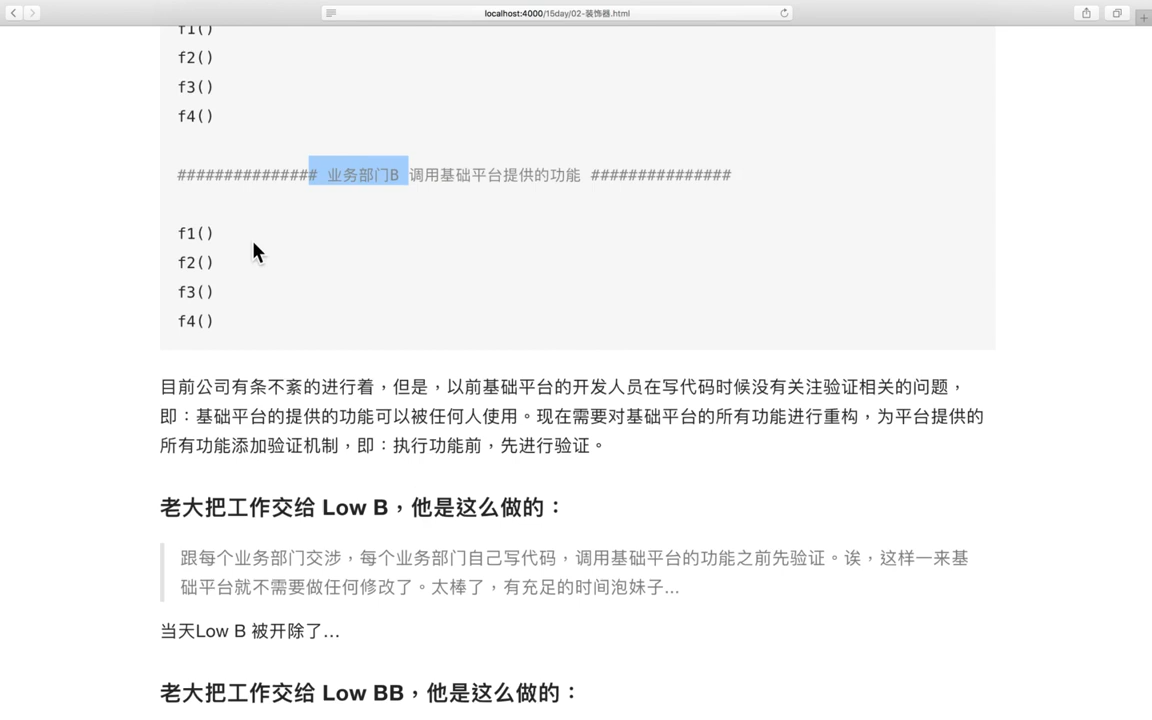 localhost:4000/15day/02-装饰器.html
f1()
f2()
f3()
f4()
############### 业务部门B 调用基础平台提供的功能 ###############
f1()
f2()
f3()
f4()
目前公司有条不紊的进行着，但是，以前基础平台的开发人员在写代码时候没有关注验证相关的问题，
即：基础平台的提供的功能可以被任何人使用。现在需要对基础平台的所有功能进行重构，为平台提供的
所有功能添加验证机制，即：执行功能前，先进行验证。
老大把工作交给 Low B，他是这么做的：
跟每个业务部门交涉，每个业务部门自己写代码，调用基础平台的功能之前先验证。诶，这样一来基
础平台就不需要做任何修改了。太棒了，有充足的时间泡妹子...
当天Low B 被开除了…
老大把工作交给 Low BB，他是这么做的：